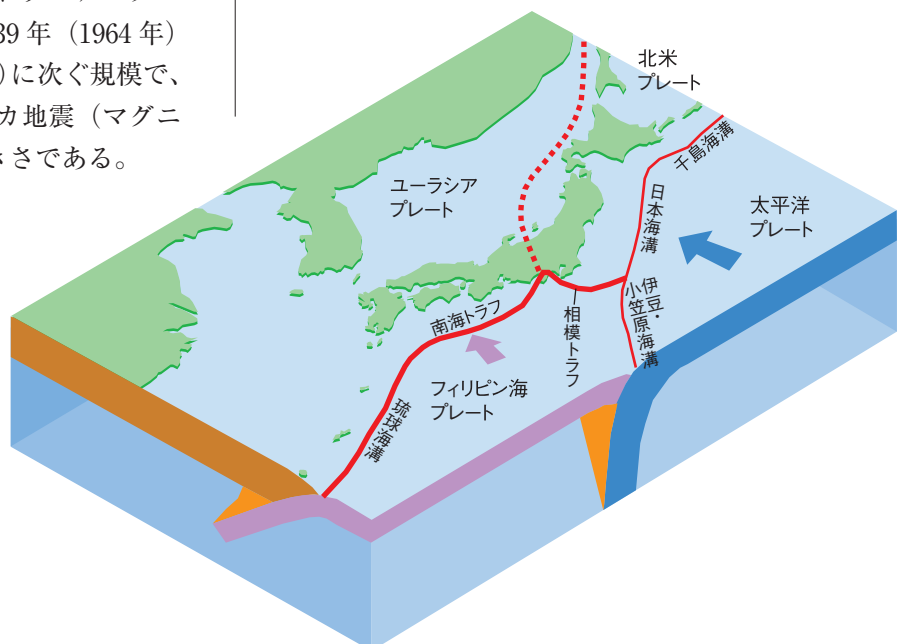 39 年（1964 年）
）に次ぐ規模で、
カ地震（マグニ
さである。
北米
プレート
千島海溝
ユーラシア
プレート
日本海溝
太平洋
プレート
伊豆・
小笠原海溝
南海トラフ
相模トラフ
フィリピン海
プレート
琉球海溝